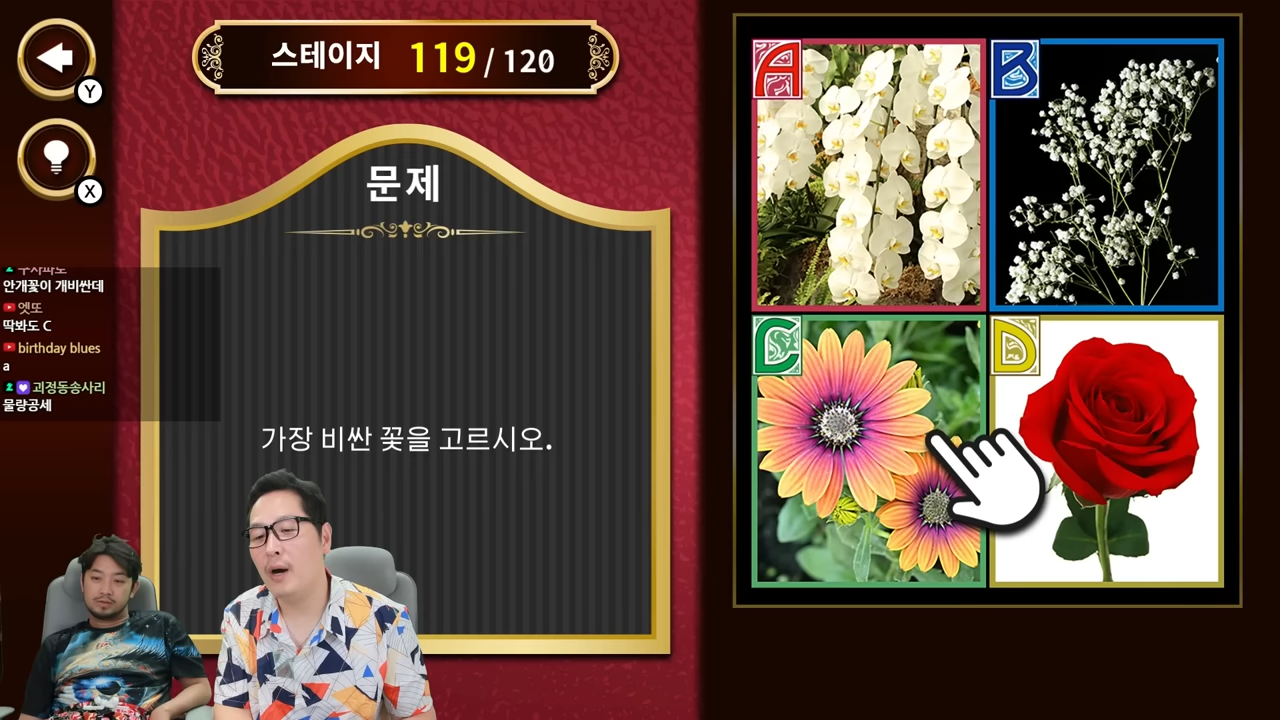 스테이지 119 / 120
Y
X
문제
가장 비싼 꽃을 고르시오.
A
B
C
D
안개꽃이 개비싼데
엣또
딱봐도 C
birthday blues
a
2 괴정동송사리
물량공세